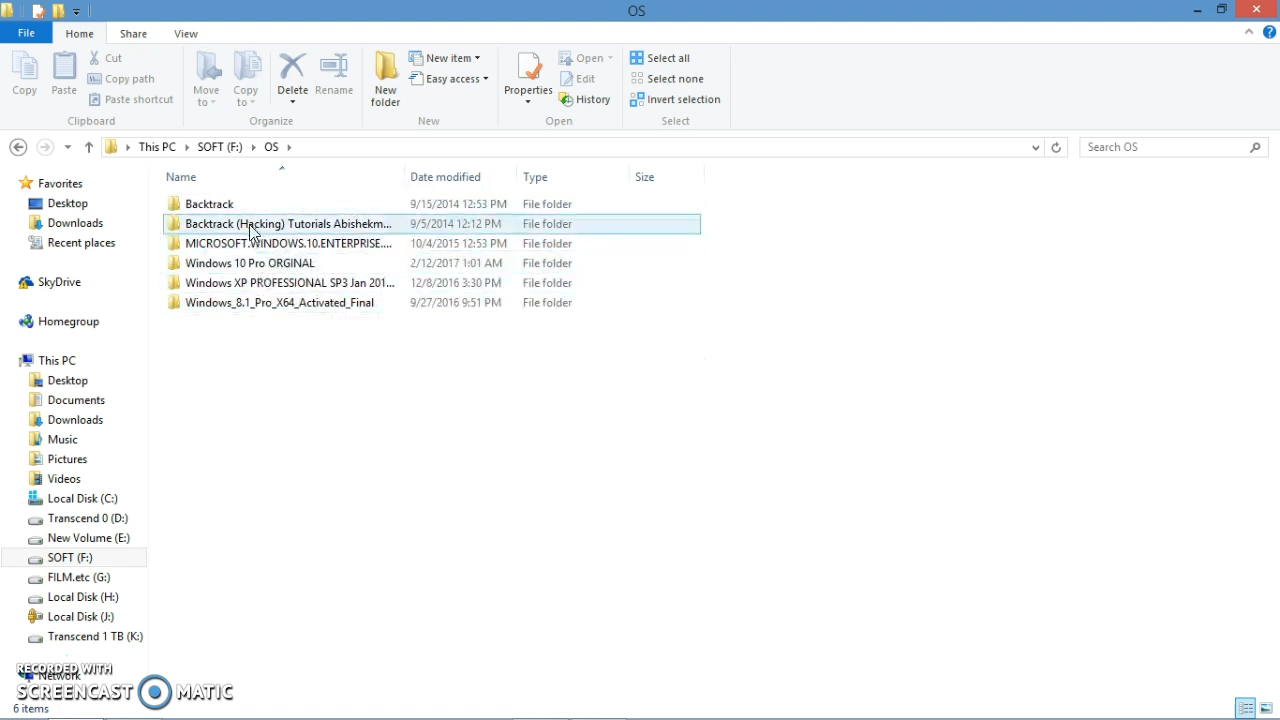 OS
File Home Share View
Copy
Paste
Cut
Copy path
Paste shortcut
Clipboard
Move to
Copy to
Delete
Rename
Organize
New folder
New item
Easy access
New
Properties
Open
Edit
History
Open
Select all
Select none
Invert selection
Select
This PC SOFT (F:) OS
Search OS
Name Date modified Type Size
Backtrack 9/15/2014 12:53 PM File folder
Backtrack (Hacking) Tutorials Abishekm... 9/5/2014 12:12 PM File folder
MICROSOFT.WINDOWS.10.ENTERPRISE.... 10/4/2015 12:53 PM File folder
Windows 10 Pro ORGINAL 2/12/2017 1:01 AM File folder
Windows XP PROFESSIONAL SP3 Jan 201... 12/8/2016 3:30 PM File folder
Windows_8.1_Pro_X64_Activated_Final 9/27/2016 9:51 PM File folder
Favorites
Desktop
Downloads
Recent places
SkyDrive
Homegroup
This PC
Desktop
Documents
Downloads
Music
Pictures
Videos
Local Disk (C:)
Transcend 0 (D:)
New Volume (E:)
SOFT (F:)
FILM.etc (G:)
Local Disk (H:)
Local Disk (J:)
Transcend 1 TB (K:)
Network
RECORDED WITH
SCREENCAST MATIC
6 items